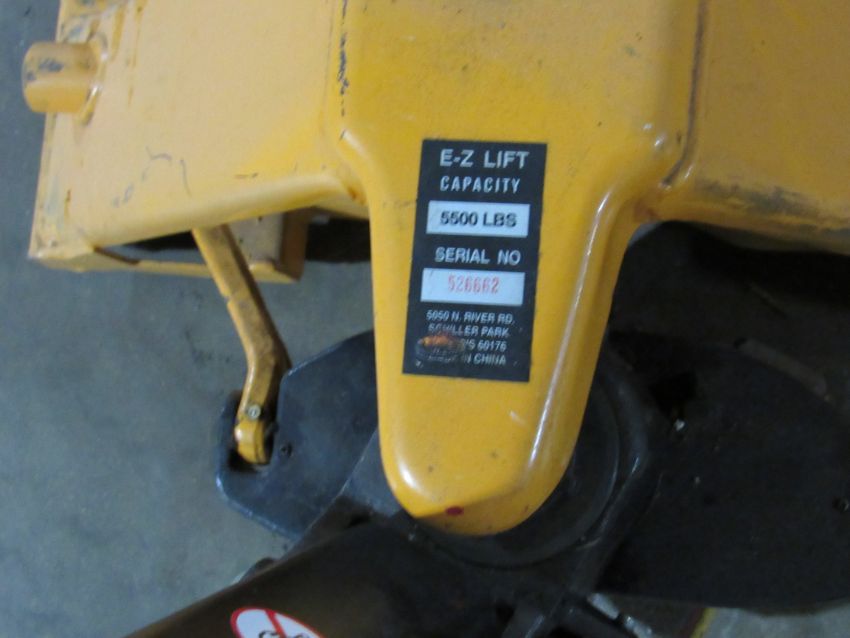 E-Z LIFT
CAPACITY
5500 LBS
SERIAL NO
526662
5050 N. RIVER RD.
SCHILLER PARK
60176
IN CHINA